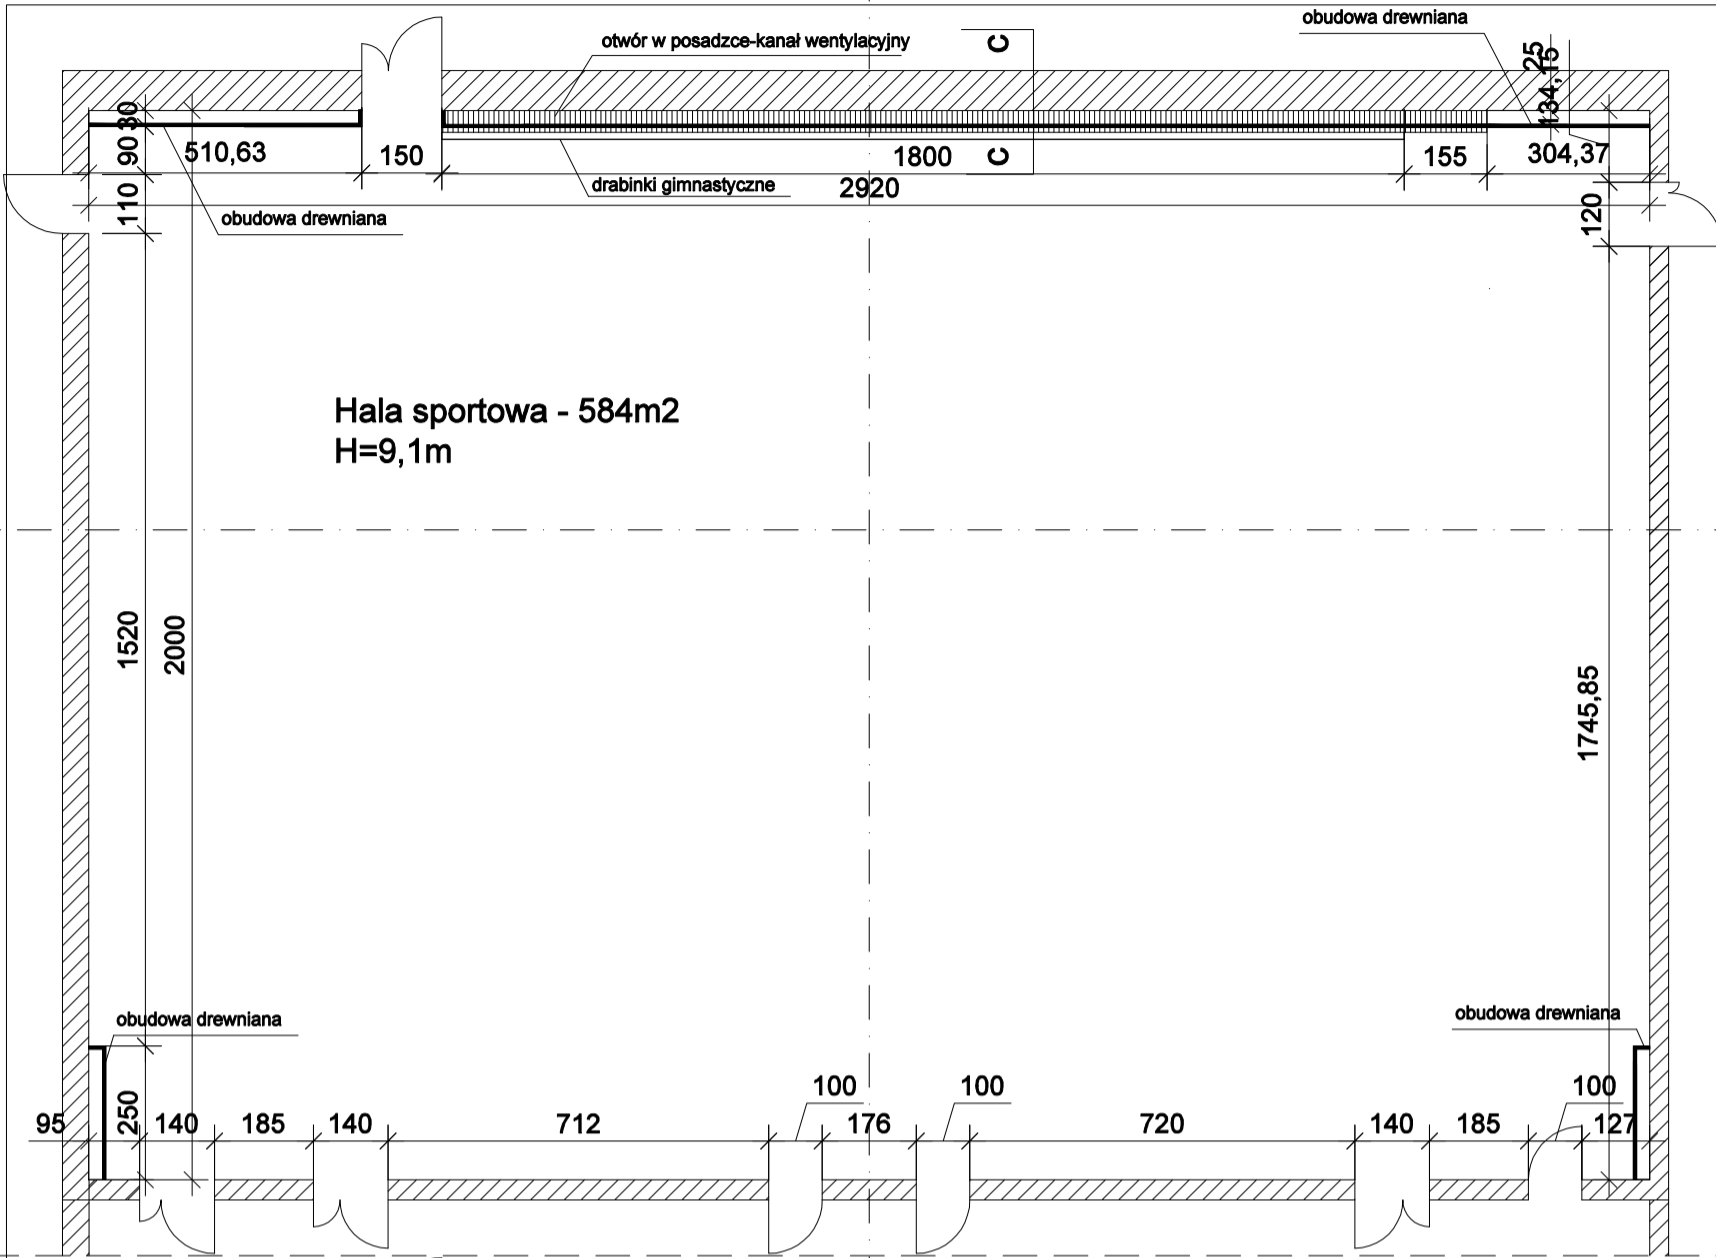 obudowa drewniana
otwór w posadzce-kanał wentylacyjny
C
25
134,15
30
90
510,63
150
1800
C
155
304,37
drabinki gimnastyczne
2920
110
obudowa drewniana
120
Hala sportowa - 584m2
H=9,1m
1520
2000
1745,85
obudowa drewniana
obudowa drewniana
100
100
100
95
250
140
185
140
712
176
720
140
185
127